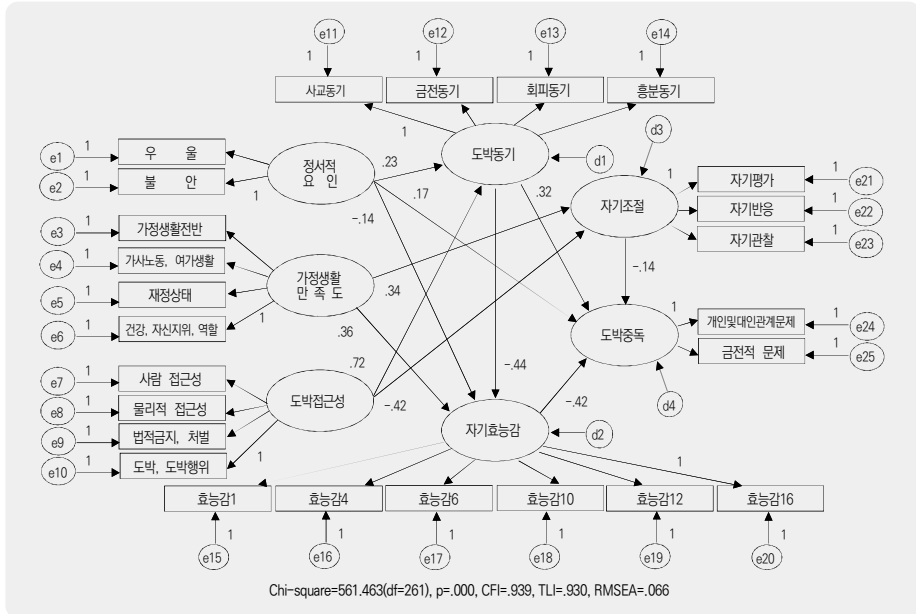 e11
e12
e13
e14
1
1
1
1
사교동기
금전동기
회피동기
흥분동기
1
도박동기
d1
d3
e1
1
우 울
e2
1
불 안
1
정서적
요 인
.23
.17
-.14
.32
자기조절
1
자기평가
1
e21
자기반응
1
e22
자기관찰
1
e23
e3
1
가정생활전반
e4
1
가사노동, 여가생활
e5
1
재정상태
e6
1
건강, 자신지위, 역할
1
가정생활
만 족 도
.34
.36
-.14
도박중독
d4
1
개인및대인관계문제
1
e24
금전적 문제
1
e25
e7
1
사람 접근성
e8
1
물리적 접근성
e9
1
법적금지, 처벌
e10
1
도박, 도박행위
1
도박접근성
.72
-.42
-.44
-.42
자기효능감
d2
1
효능감1
효능감4
효능감6
효능감10
효능감12
효능감16
1
1
1
1
1
1
e15
e16
e17
e18
e19
e20
Chi-square=561.463(df=261), p=.000, CFI=.939, TLI=.930, RMSEA=.066